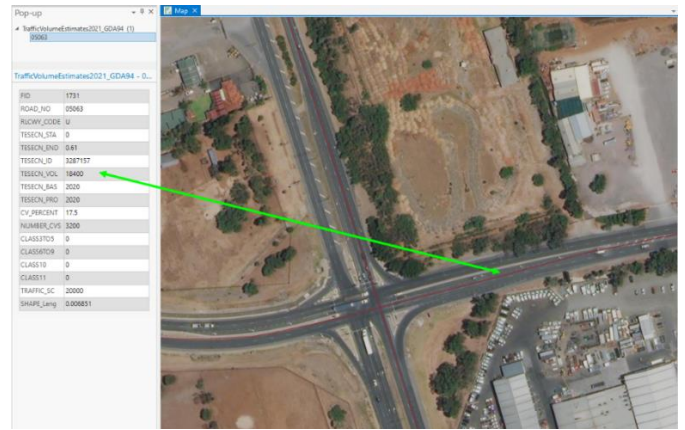 Pop-up
Map
TrafficVolumeEstimates2021_GDA94 (1)
05063
TrafficVolumeEstimates2021_GDA94 - 0...
FID 1731
ROAD_NO 05063
RJCWY_CODE U
TESECN_STA 0
TESECN_END 0.61
TESECN_ID 3287157
TESECN_VOL 18400
TESECN_BAS 2020
TESECN_PRO 2020
CV_PERCENT 17.5
NUMBER_CVS 3200
CLASS3TO5 0
CLASS6TO9 0
CLASS10 0
CLASS11 0
TRAFFIC_SC 20000
SHAPE_Leng 0.006851